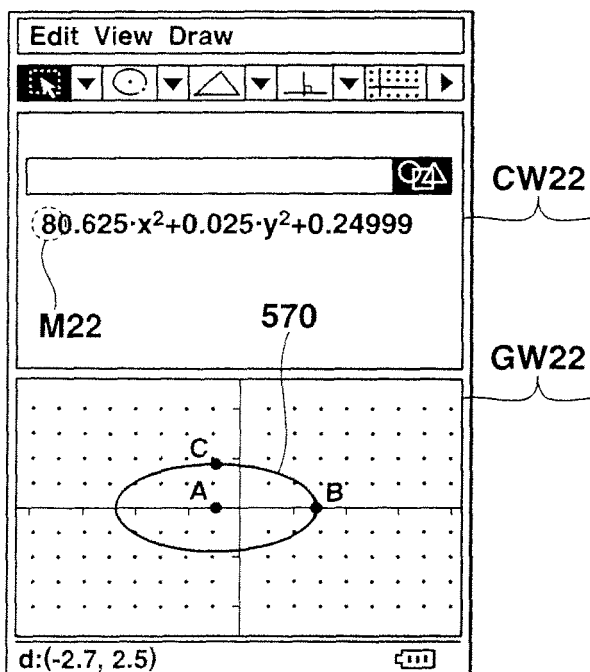 Edit View Draw
CW22
80.625·x²+0.025·y²+0.24999
M22
570
GW22
C
A
B
d:(-2.7, 2.5)